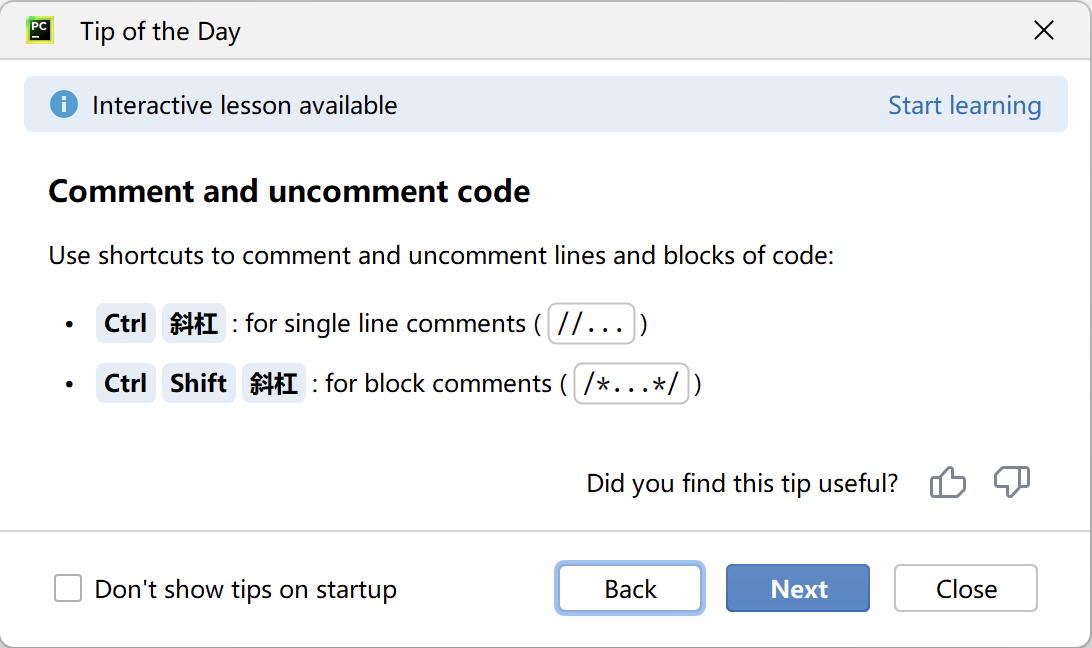 PC
Tip of the Day
Interactive lesson available Start learning
Comment and uncomment code
Use shortcuts to comment and uncomment lines and blocks of code:
• Ctrl 斜杠 : for single line comments ( //... )
• Ctrl Shift 斜杠 : for block comments ( /*...*/ )
Did you find this tip useful?
Don't show tips on startup Back Next Close